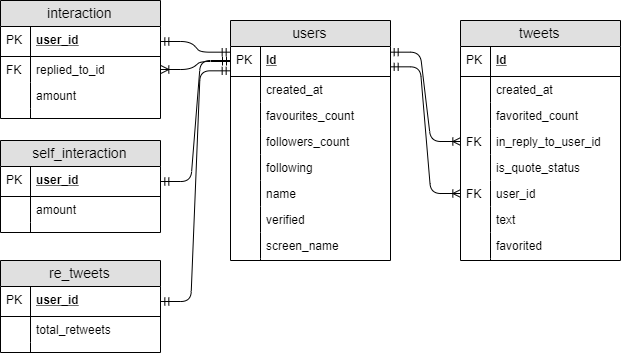 interaction
PK user_id
FK replied_to_id
amount
self_interaction
PK user_id
amount
re_tweets
PK user_id
total_retweets
users
PK Id
created_at
favourites_count
followers_count
following
name
verified
screen_name
tweets
PK Id
created_at
favorited_count
FK in_reply_to_user_id
is_quote_status
FK user_id
text
favorited